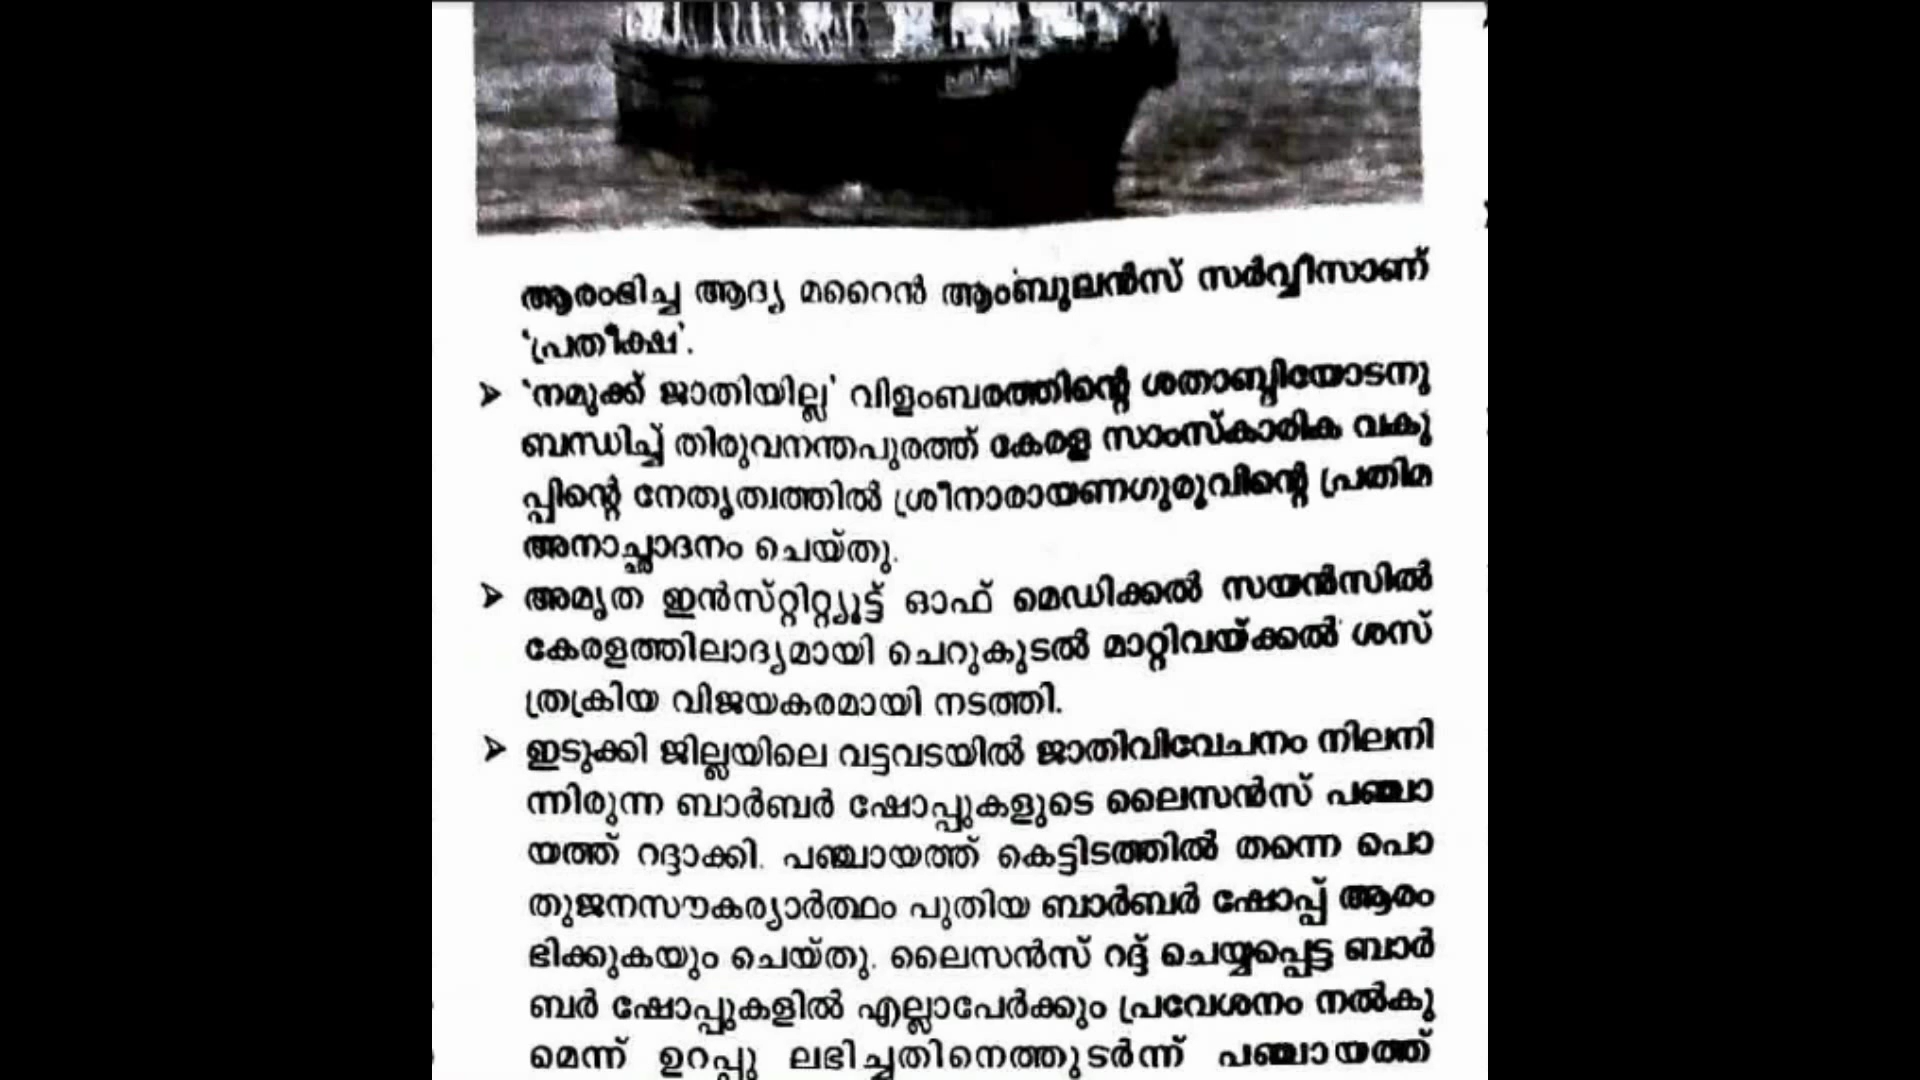 ആരംഭിച്ച ആദ്യ മറൈൻ ആംബുലൻസ് സർവ്വീസാണ്
'പ്രതീക്ഷ'.
➤ 'നമുക്ക് ജാതിയില്ല' വിളംബരത്തിന്റെ ശതാബ്ദിയോടനു
ബന്ധിച്ച് തിരുവനന്തപുരത്ത് കേരള സാംസ്കാരിക വകു
പ്പിന്റെ നേതൃത്വത്തിൽ ശ്രീനാരായണഗുരുവിന്റെ പ്രതിമ
അനാച്ഛാദനം ചെയ്തു.
➤ അമൃത ഇൻസ്റ്റിറ്റ്യൂട്ട് ഓഫ് മെഡിക്കൽ സയൻസിൽ
കേരളത്തിലാദ്യമായി ചെറുകുടൽ മാറ്റിവയ്ക്കൽ ശസ്
ത്രക്രിയ വിജയകരമായി നടത്തി.
➤ ഇടുക്കി ജില്ലയിലെ വട്ടവടയിൽ ജാതിവിവേചനം നിലനി
ന്നിരുന്ന ബാർബർ ഷോപ്പുകളുടെ ലൈസൻസ് പഞ്ചാ
യത്ത് റദ്ദാക്കി. പഞ്ചായത്ത് കെട്ടിടത്തിൽ തന്നെ പൊ
തുജനസൗകര്യാർത്ഥം പുതിയ ബാർബർ ഷോപ്പ് ആരം
ഭിക്കുകയും ചെയ്തു. ലൈസൻസ് റദ്ദ് ചെയ്യപ്പെട്ട ബാർ
ബർ ഷോപ്പുകളിൽ എല്ലാപേർക്കും പ്രവേശനം നൽകു
മെന്ന് ഉറപ്പു ലഭിച്ചതിനെത്തുടർന്ന് പഞ്ചായത്ത്